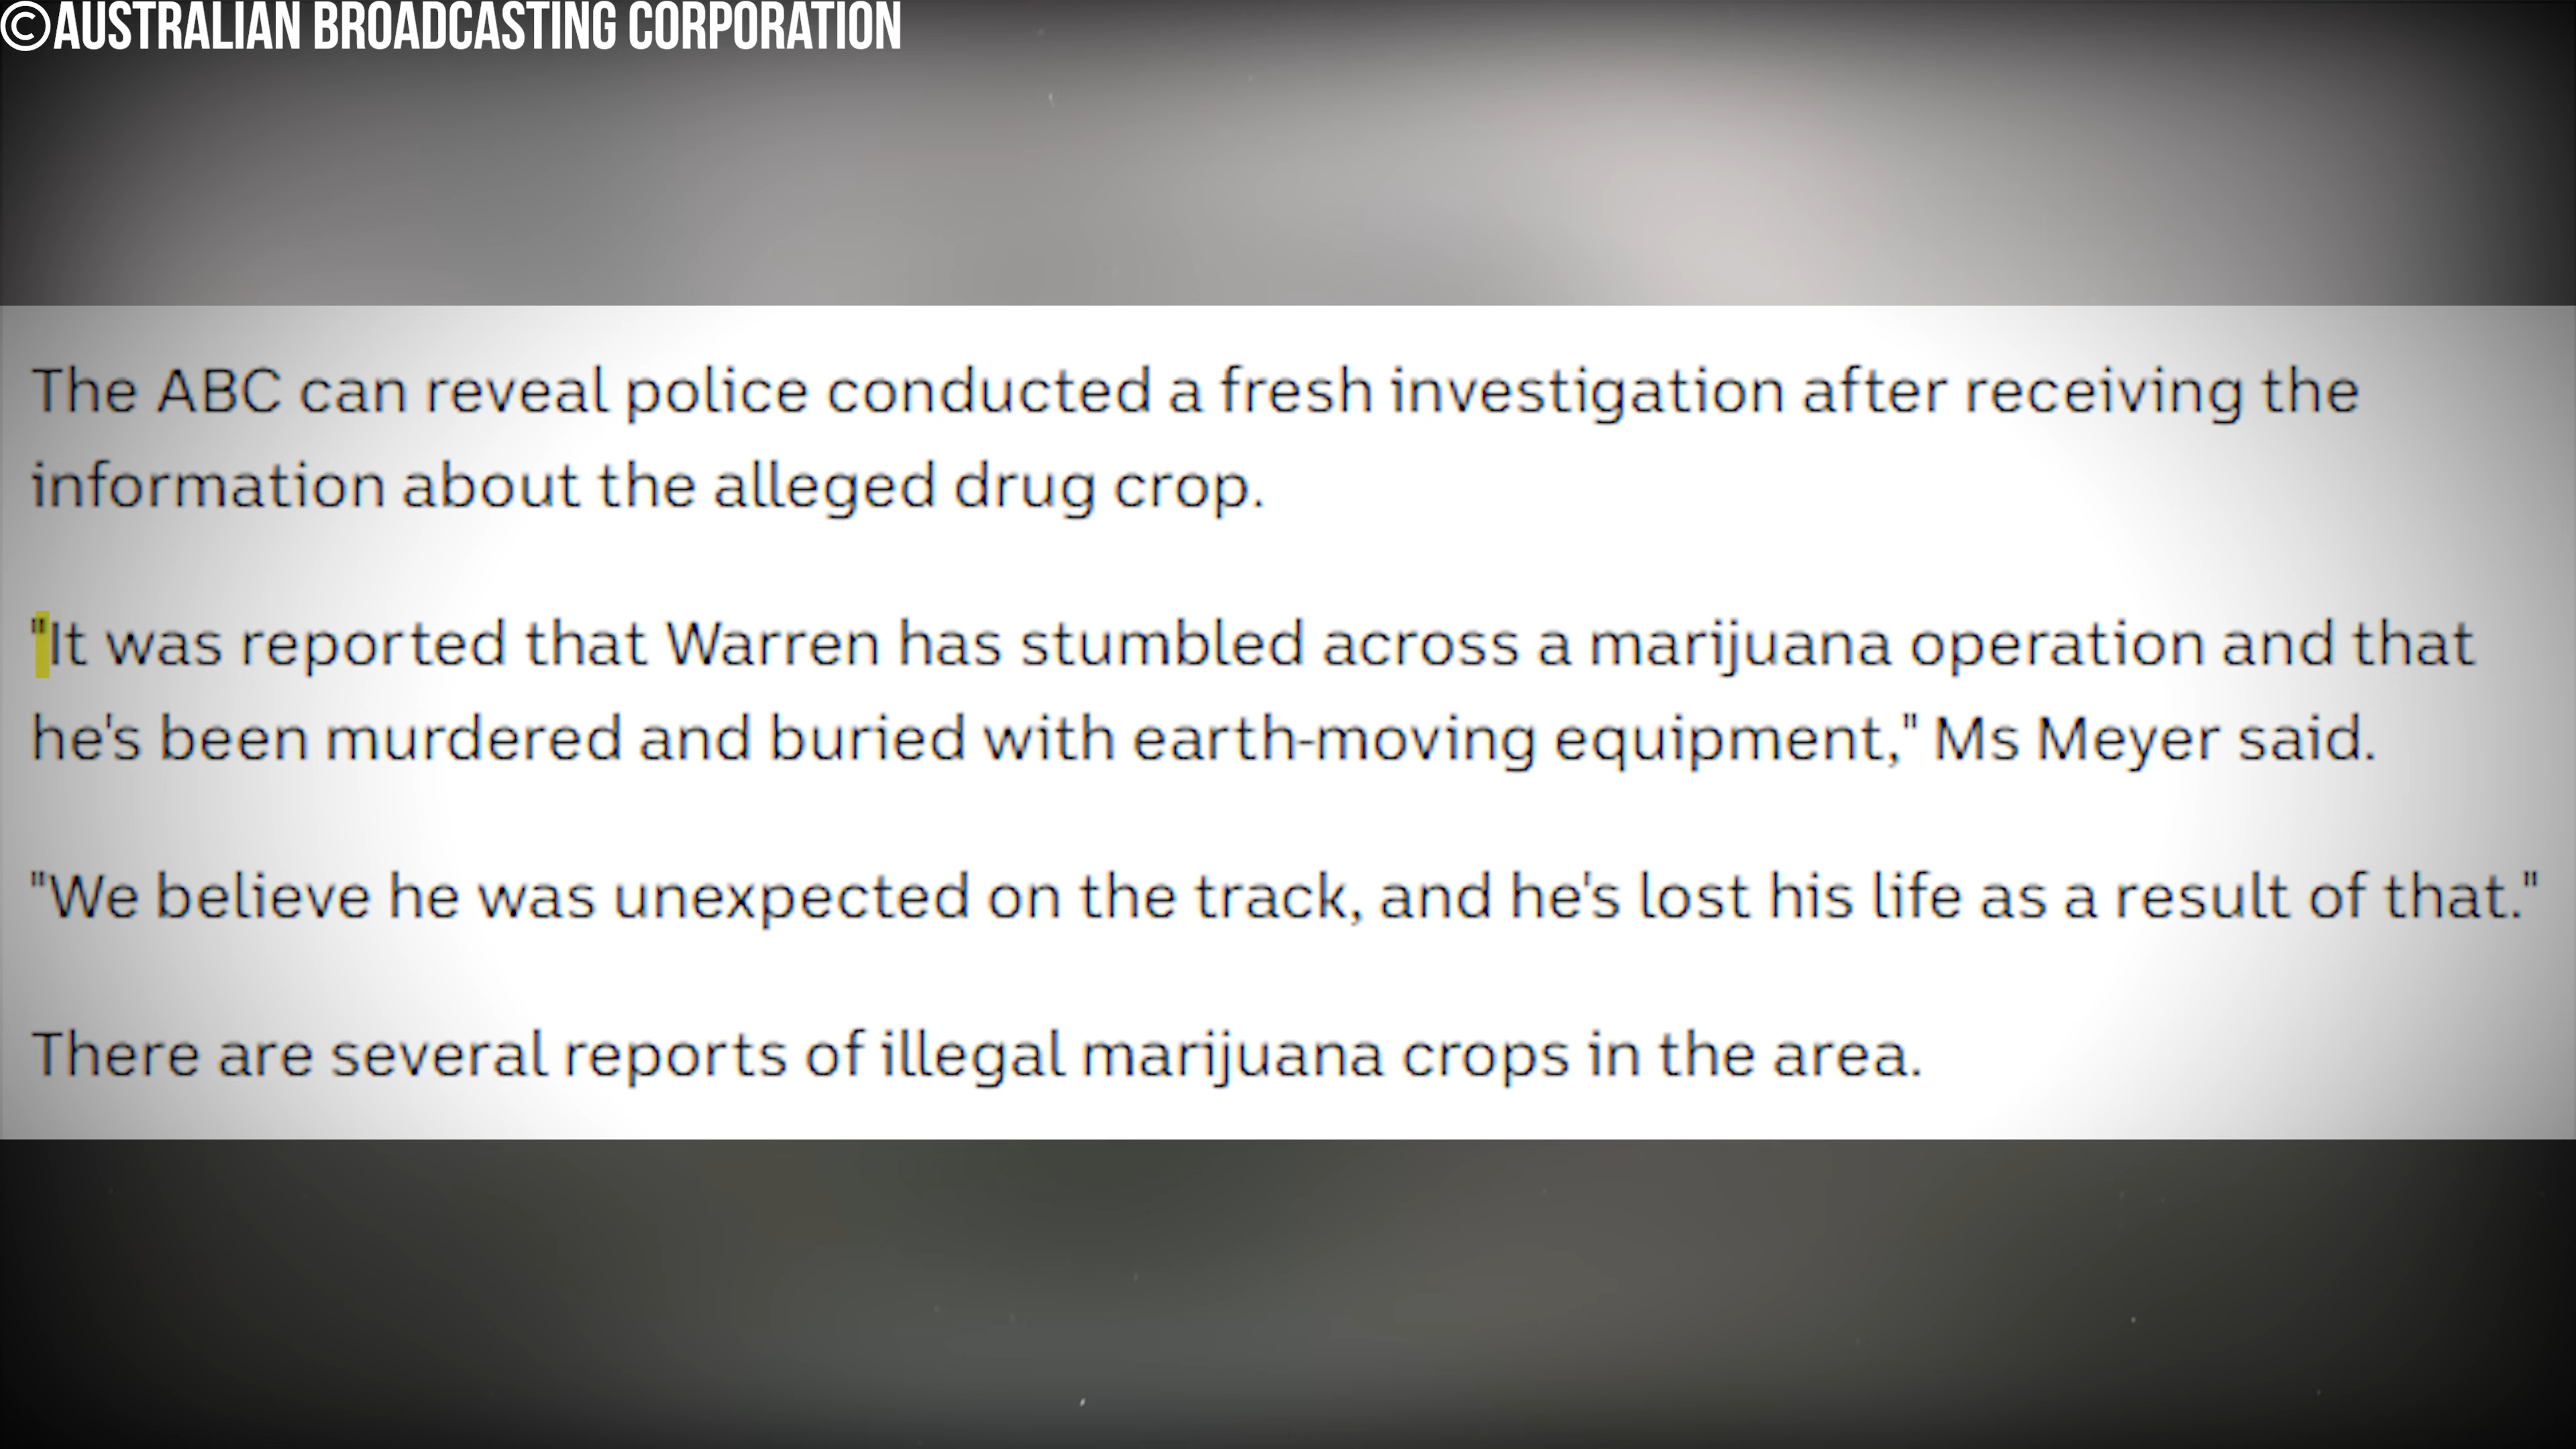 ©AUSTRALIAN BROADCASTING CORPORATION
The ABC can reveal police conducted a fresh investigation after receiving the
information about the alleged drug crop.
"It was reported that Warren has stumbled across a marijuana operation and that
he's been murdered and buried with earth-moving equipment," Ms Meyer said.
"We believe he was unexpected on the track, and he's lost his life as a result of that."
There are several reports of illegal marijuana crops in the area.